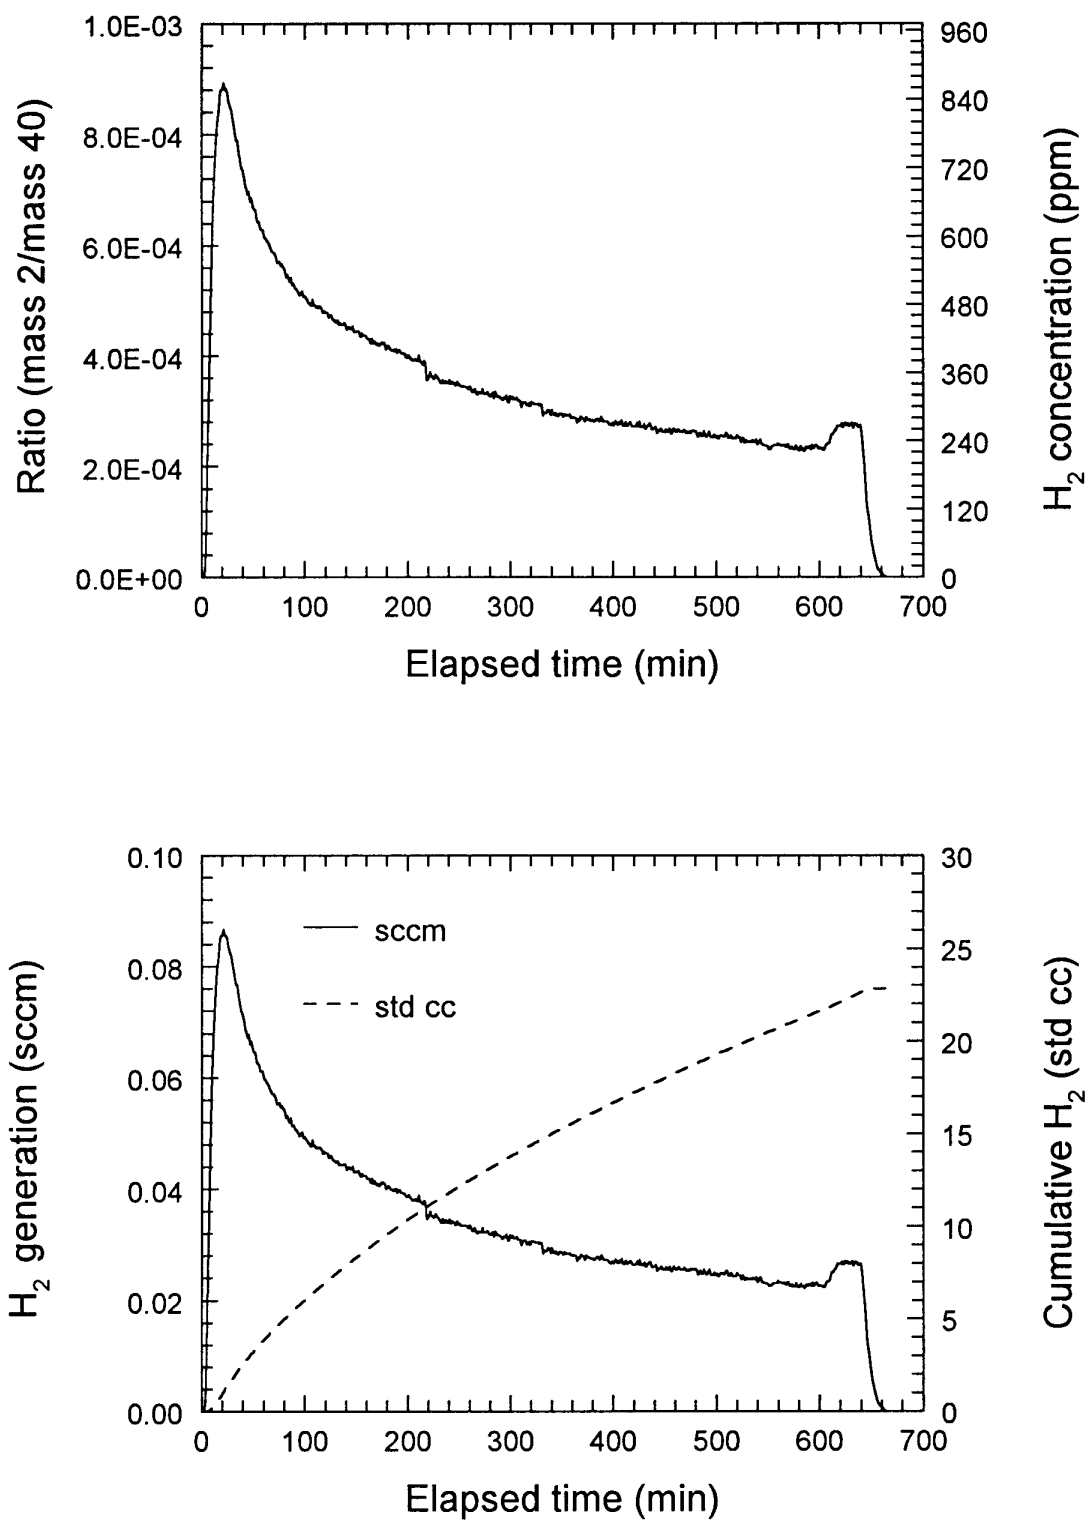 Ratio (mass 2/mass 40)
1.0E-03
8.0E-04
6.0E-04
4.0E-04
2.0E-04
0.0E+00
0 100 200 300 400 500 600 700
Elapsed time (min)
960
840
720
600
480
360
240
120
0
H₂ concentration (ppm)
H₂ generation (sccm)
0.10
0.08
0.06
0.04
0.02
0.00
sccm
std cc
0 100 200 300 400 500 600 700
Elapsed time (min)
30
25
20
15
10
5
0
Cumulative H₂ (std cc)